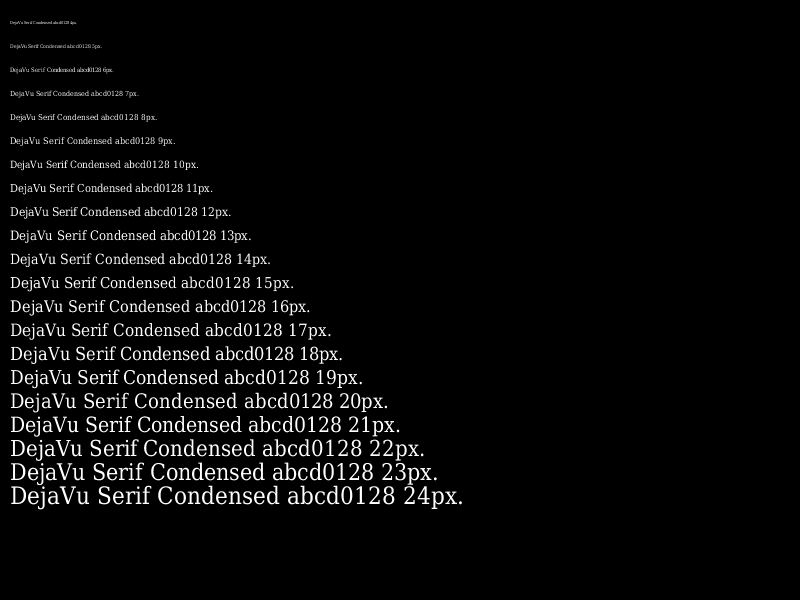 DejaVu Serif Condensed abcd0128 4px.
DejaVu Serif Condensed abcd0128 5px.
DejaVu Serif Condensed abcd0128 6px.
DejaVu Serif Condensed abcd0128 7px.
DejaVu Serif Condensed abcd0128 8px.
DejaVu Serif Condensed abcd0128 9px.
DejaVu Serif Condensed abcd0128 10px.
DejaVu Serif Condensed abcd0128 11px.
DejaVu Serif Condensed abcd0128 12px.
DejaVu Serif Condensed abcd0128 13px.
DejaVu Serif Condensed abcd0128 14px.
DejaVu Serif Condensed abcd0128 15px.
DejaVu Serif Condensed abcd0128 16px.
DejaVu Serif Condensed abcd0128 17px.
DejaVu Serif Condensed abcd0128 18px.
DejaVu Serif Condensed abcd0128 19px.
DejaVu Serif Condensed abcd0128 20px.
DejaVu Serif Condensed abcd0128 21px.
DejaVu Serif Condensed abcd0128 22px.
DejaVu Serif Condensed abcd0128 23px.
DejaVu Serif Condensed abcd0128 24px.